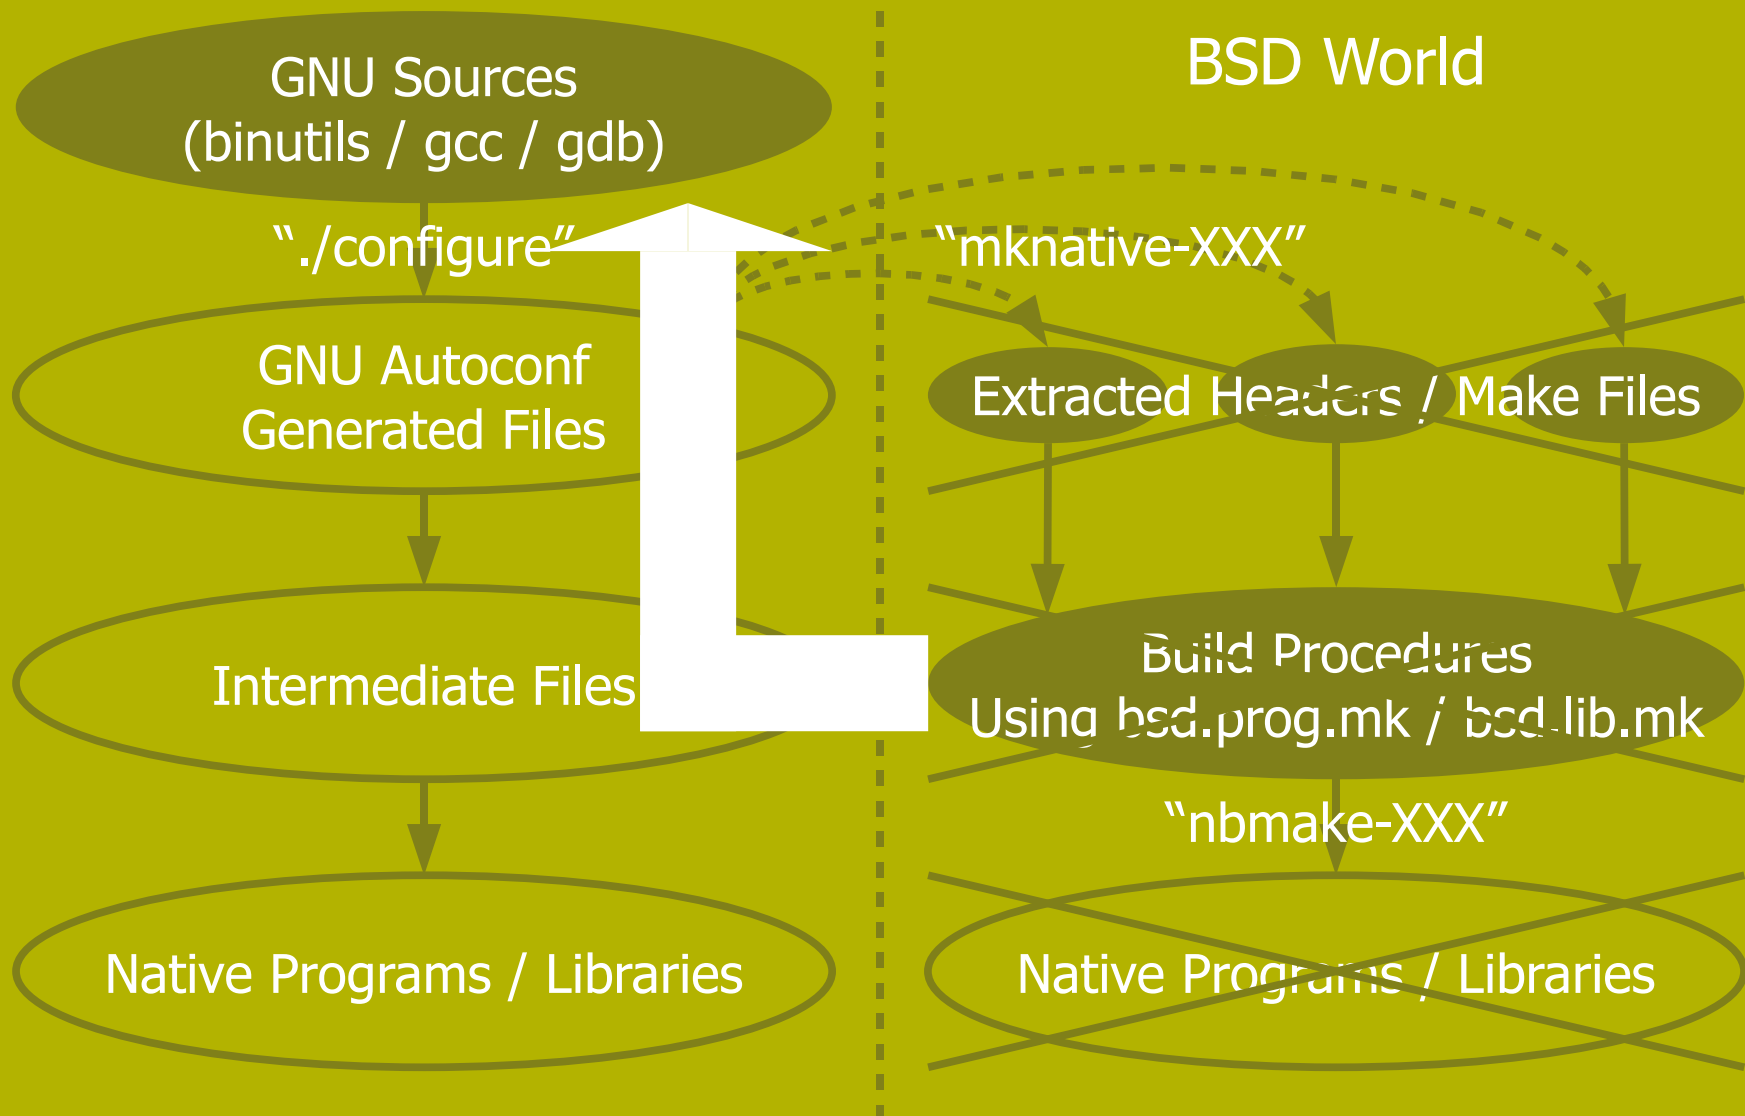 GNU Sources
(binutils / gcc / gdb)
“./configure”
GNU Autoconf
Generated Files
Intermediate Files
Native Programs / Libraries
BSD World
“mknative-XXX”
Extracted Headers / Make Files
Build Procedures
Using bsd.prog.mk / bsd.lib.mk
“nbmake-XXX”
Native Programs / Libraries